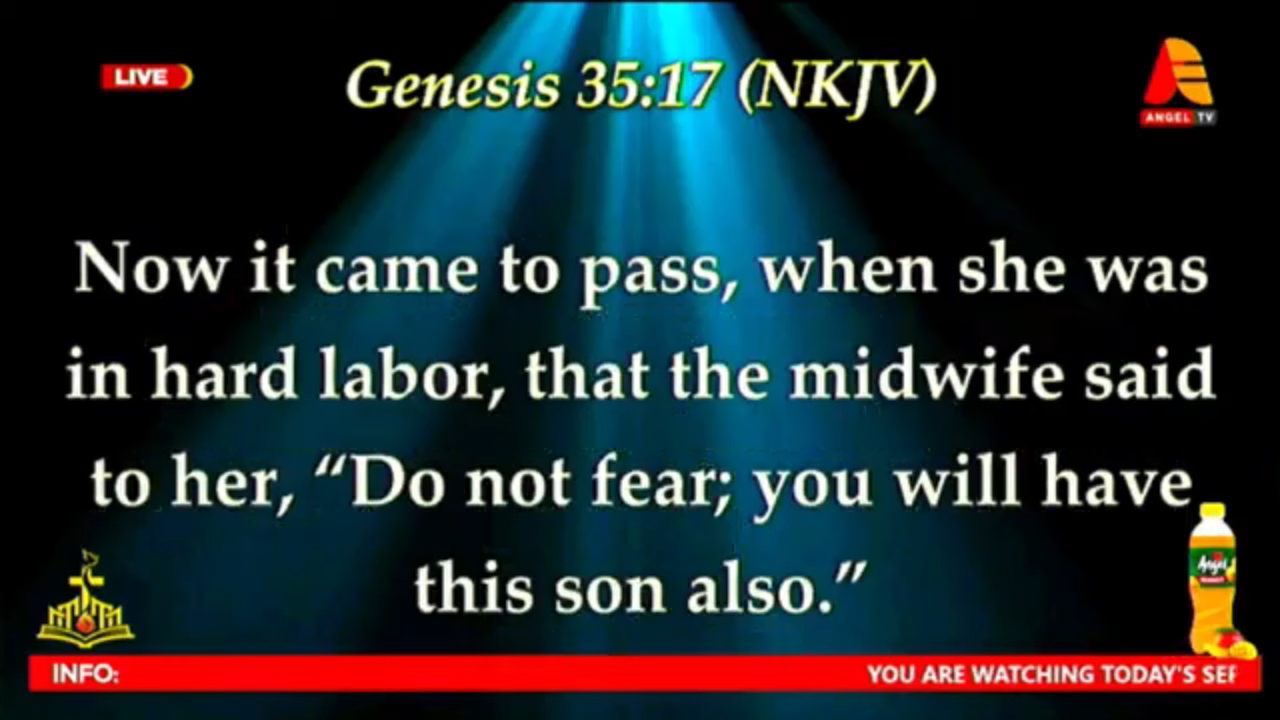 LIVE
Genesis 35:17 (NKJV)
ANGEL TV
Now it came to pass, when she was
in hard labor, that the midwife said
to her, “Do not fear; you will have
this son also.”
Angel
INFO:
YOU ARE WATCHING TODAY'S